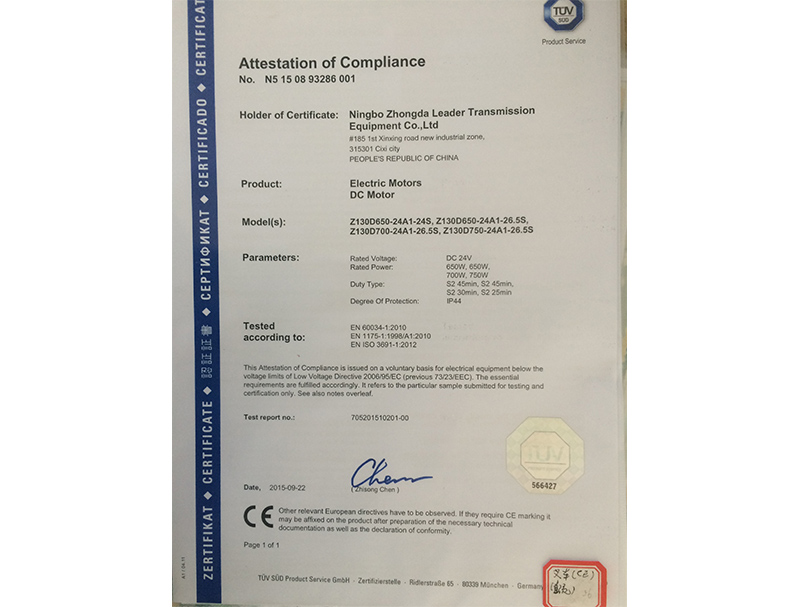 TÜV
SÜD
Product Service
Attestation of Compliance
No. N5 15 08 93286 001
Holder of Certificate: Ningbo Zhongda Leader Transmission
Equipment Co.,Ltd
#185 1st Xinxing road new industrial zone,
315301 Cixi city
PEOPLE'S REPUBLIC OF CHINA
Product: Electric Motors
DC Motor
Model(s): Z130D650-24A1-24S, Z130D650-24A1-26.5S,
Z130D700-24A1-26.5S, Z130D750-24A1-26.5S
Parameters: Rated Voltage: DC 24V
Rated Power: 650W, 650W,
700W, 750W
Duty Type: S2 45min, S2 45min,
S2 30min, S2 25min
Degree Of Protection: IP44
Tested
according to:
EN 60034-1:2010
EN 1175-1:1998/A1:2010
EN ISO 3691-1:2012
This Attestation of Compliance is issued on a voluntary basis for electrical equipment below the
voltage limits of Low Voltage Directive 2006/95/EC (previous 73/23/EEC). The essential
requirements are fulfilled accordingly. It refers to the particular sample submitted for testing and
certification only. See also notes overleaf.
Test report no.: 705201510201-00
566427
Chen
Date, 2015-09-22 ( Zhisong Chen )
CE Other relevant European directives have to be observed. If they require CE marking it
may be affixed on the product after preparation of the necessary technical
documentation as well as the declaration of conformity.
Page 1 of 1
TÜV SÜD Product Service GmbH · Zertifizierstelle · Ridlerstraße 65 · 80339 München · Germany
A1 / 04.11
ZERTIFIKAT ◆ CERTIFICATE ◆ 認証証書 ◆ СЕРТИФИКАТ ◆ CERTIFICADO ◆ CERTIFICAT
(CE)